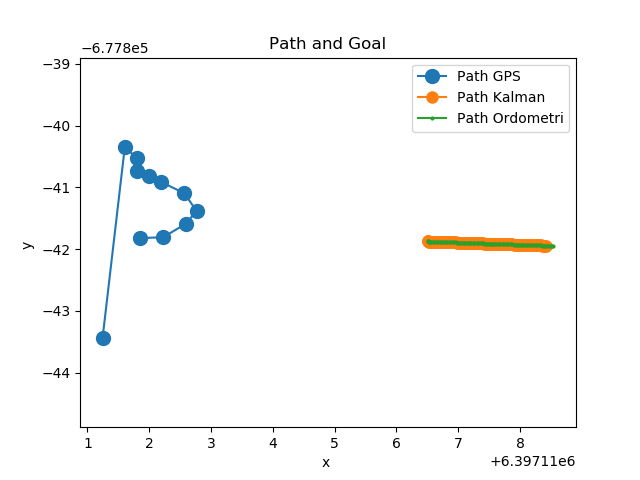 Path and Goal
−6.778e5
Path GPS
Path Kalman
Path Ordometri
−39
−40
−41
−42
−43
−44
y
1 2 3 4 5 6 7 8
x
+6.39711e6